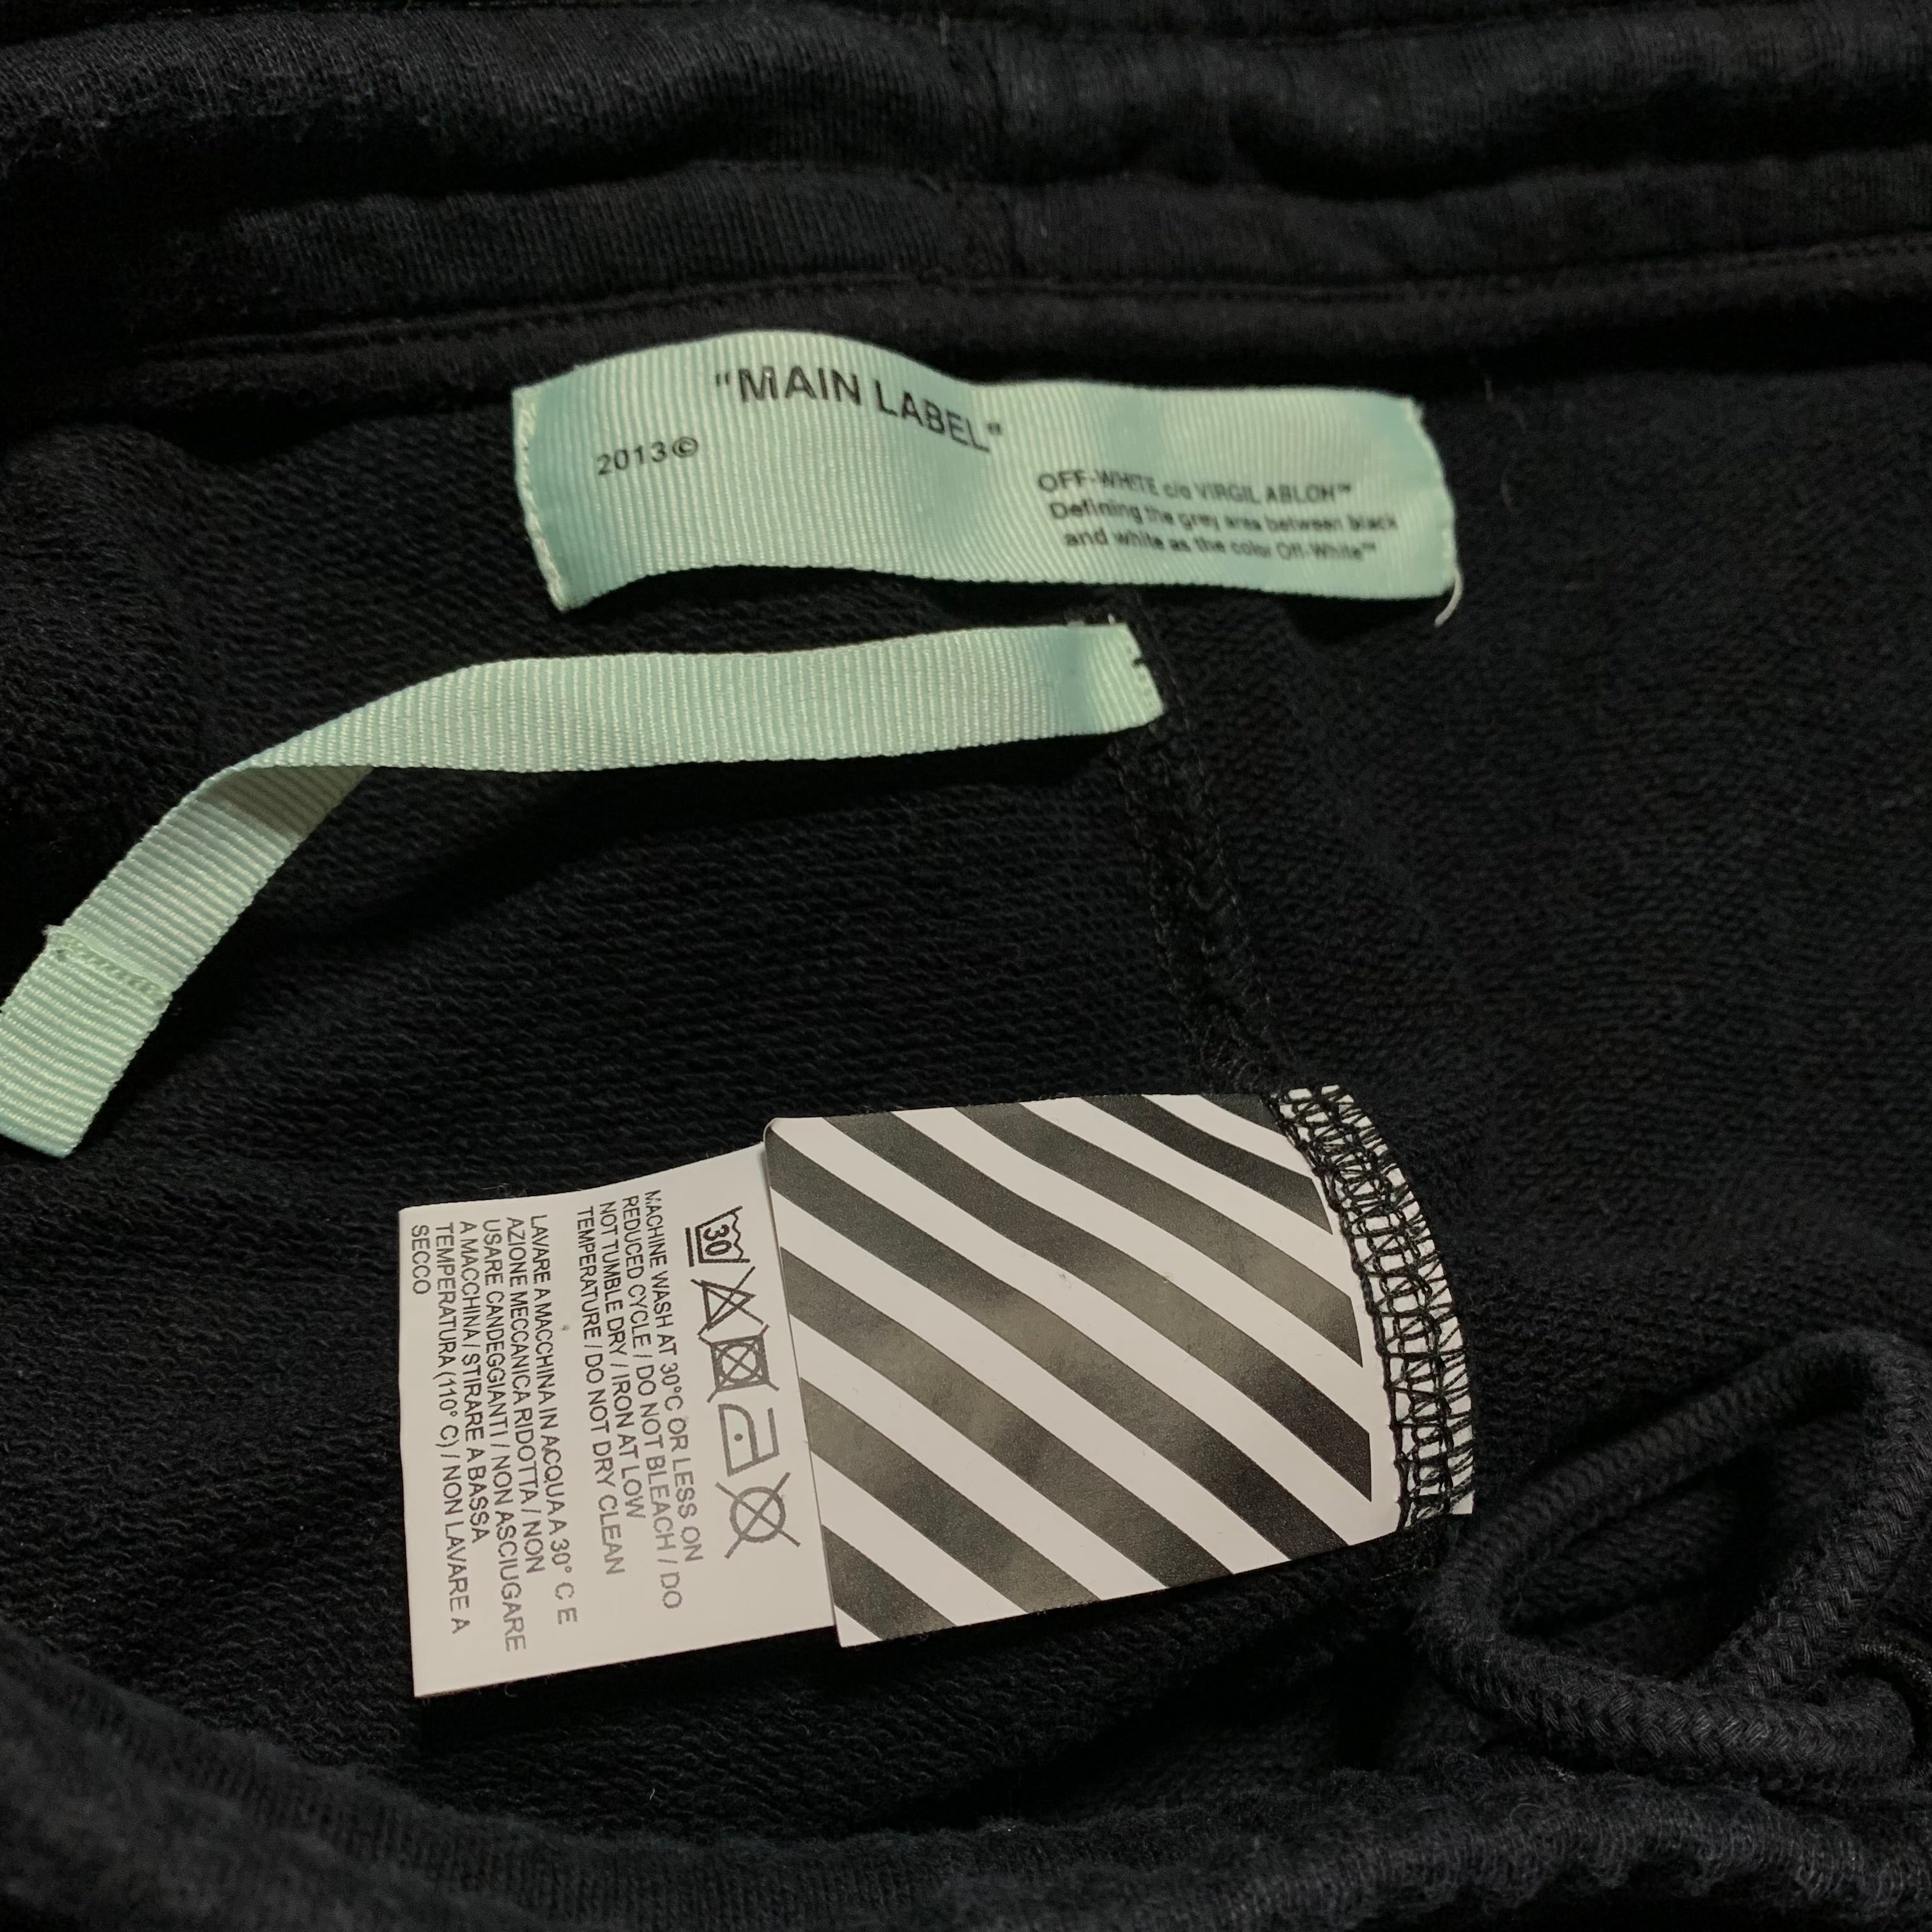 "MAIN LABEL"
2013©
OFF-WHITE c/o VIRGIL ABLOH™
Defining the grey area between black
and white as the color Off-White™
30
MACHINE WASH AT 30°C OR LESS ON
REDUCED CYCLE / DO NOT BLEACH / DO
NOT TUMBLE DRY / IRON AT LOW
TEMPERATURE / DO NOT DRY CLEAN
LAVARE A MACCHINA IN ACQUA A 30° C E
AZIONE MECCANICA RIDOTTA / NON
USARE CANDEGGIANTI / NON ASCIUGARE
A MACCHINA / STIRARE A BASSA
TEMPERATURA (110° C) / NON LAVARE A
SECCO